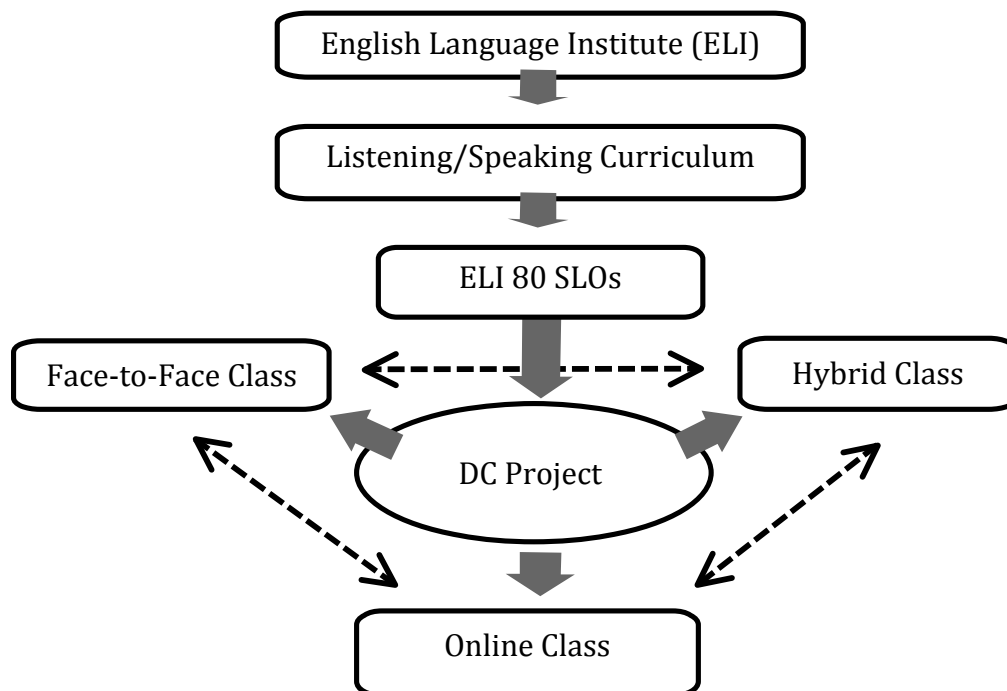 English Language Institute (ELI)
Listening/Speaking Curriculum
ELI 80 SLOs
Face-to-Face Class
Hybrid Class
DC Project
Online Class